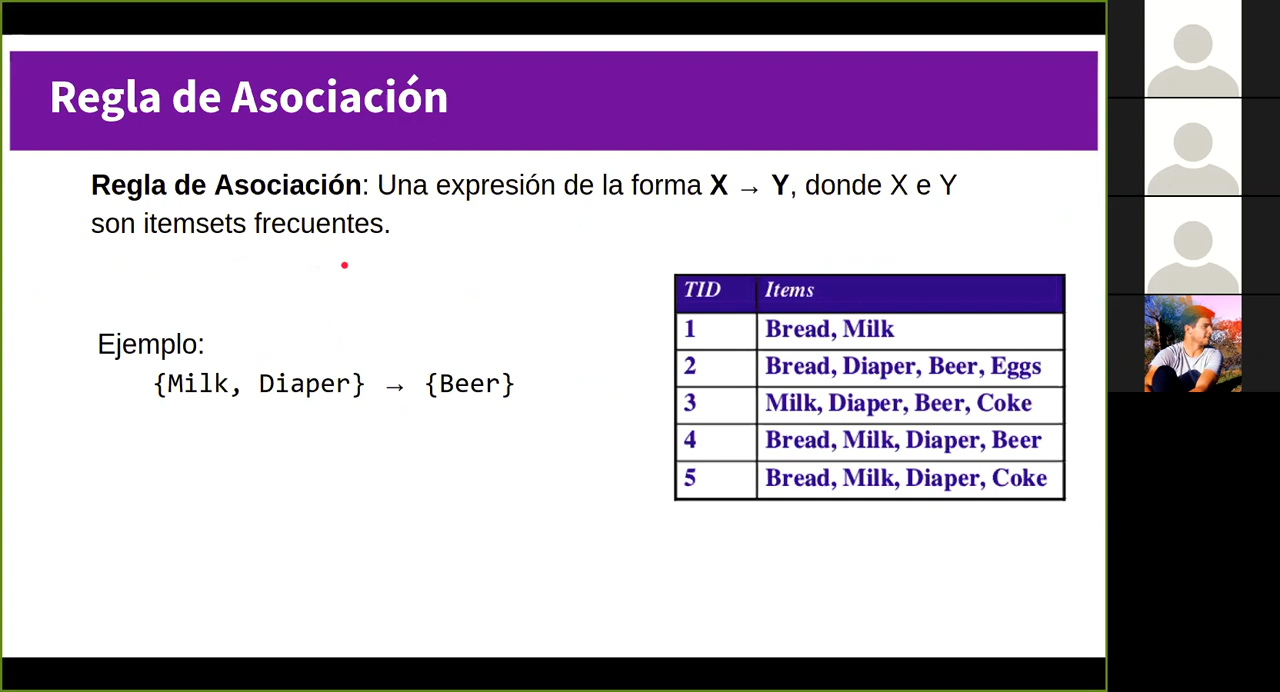 Regla de Asociación
Regla de Asociación: Una expresión de la forma X → Y, donde X e Y
son itemsets frecuentes.
Ejemplo:
{Milk, Diaper} → {Beer}
TID Items
1 Bread, Milk
2 Bread, Diaper, Beer, Eggs
3 Milk, Diaper, Beer, Coke
4 Bread, Milk, Diaper, Beer
5 Bread, Milk, Diaper, Coke